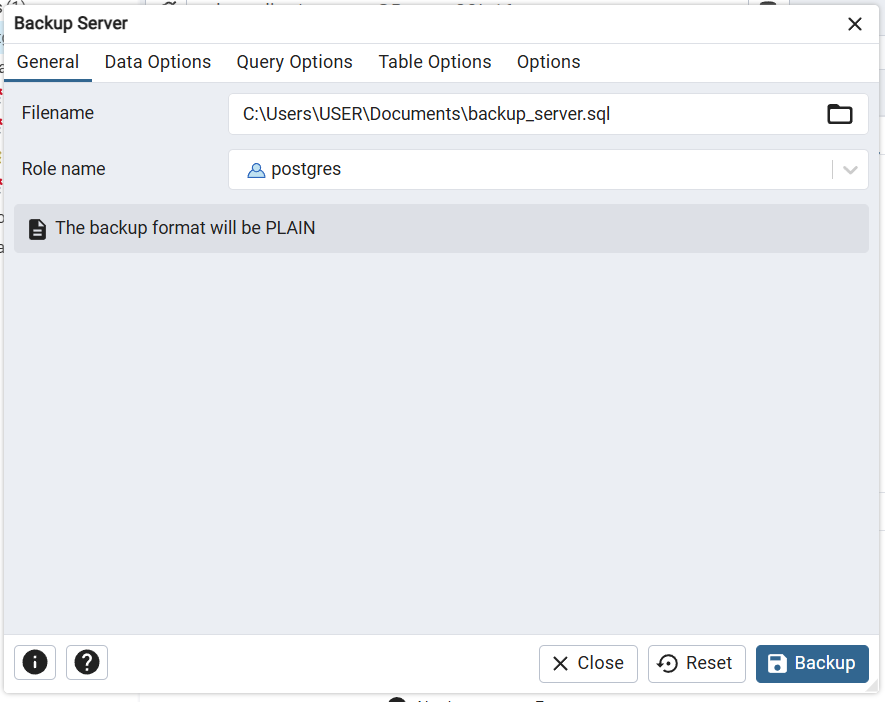 Backup Server
General Data Options Query Options Table Options Options
Filename C:\Users\USER\Documents\backup_server.sql
Role name postgres
The backup format will be PLAIN
Close Reset Backup